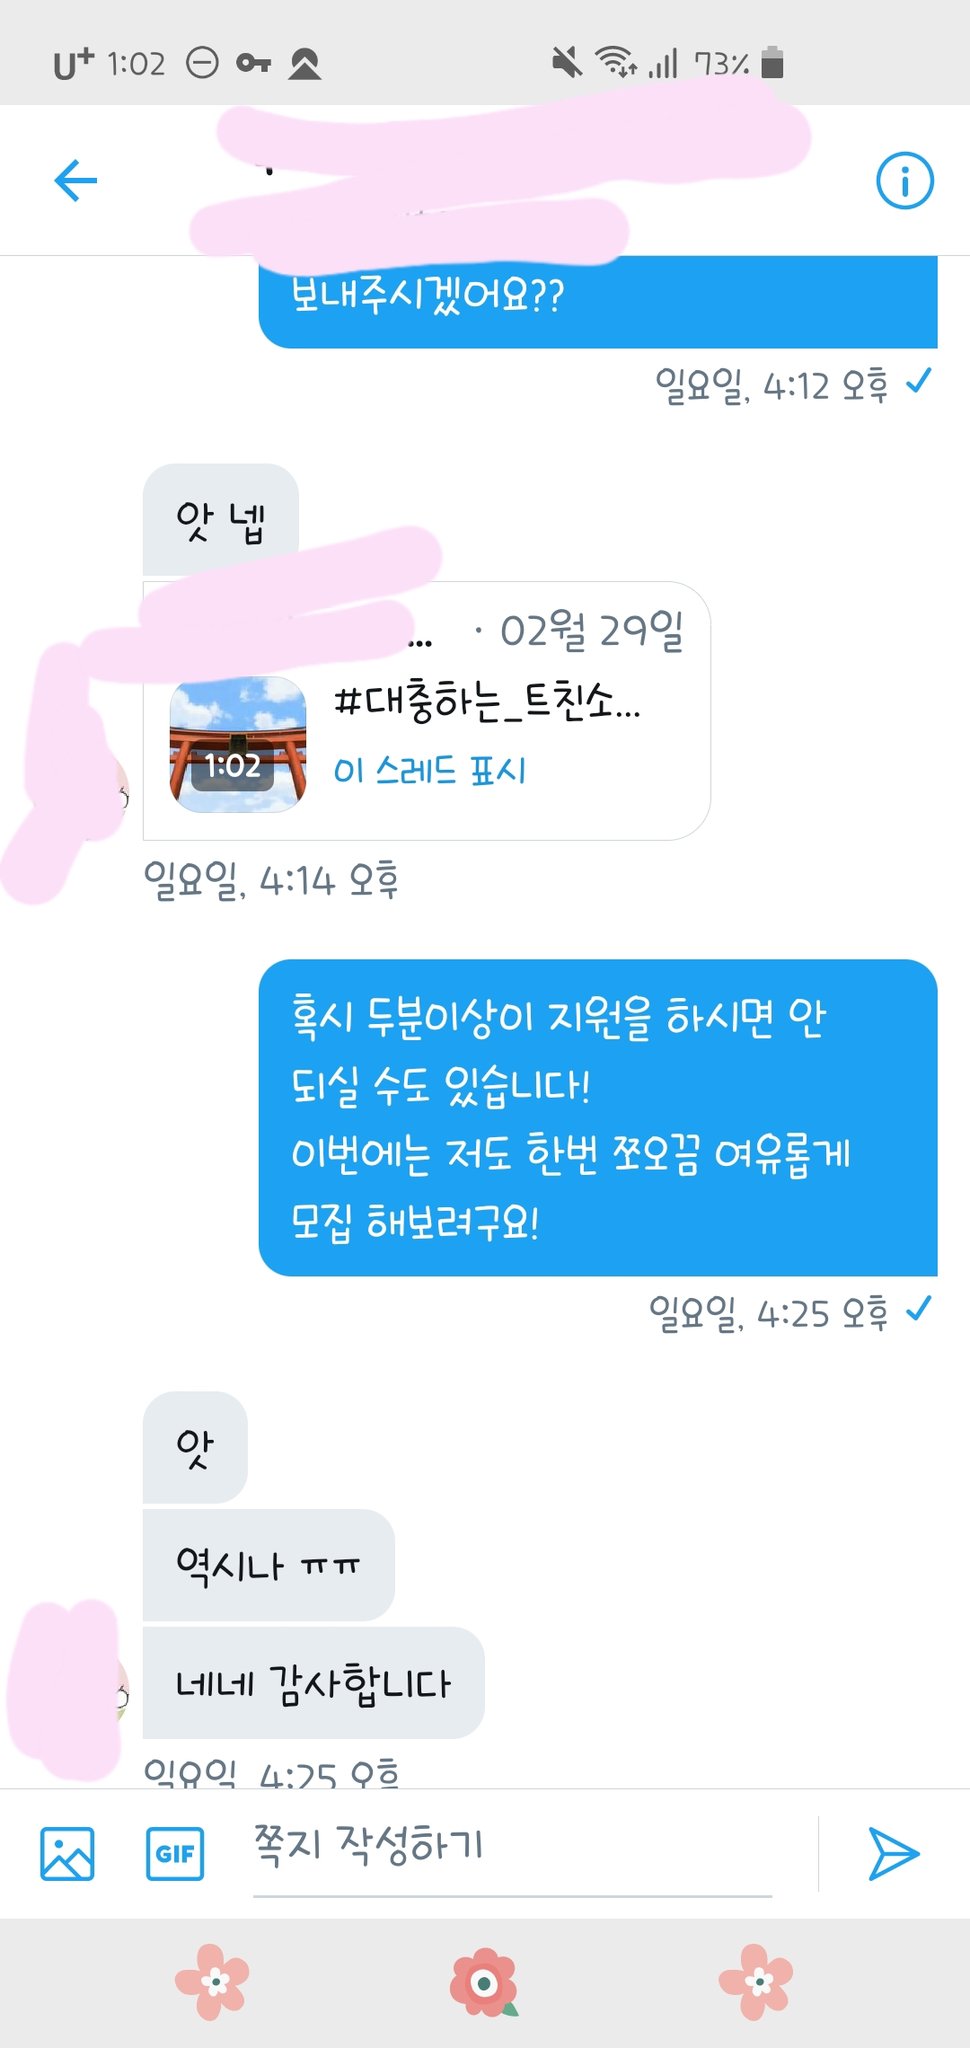 U+ 1:02 73%
보내주시겠어요??
일요일, 4:12 오후
앗 넵
... · 02월 29일
#대충하는_트친소...
1:02
이 스레드 표시
일요일, 4:14 오후
혹시 두분이상이 지원을 하시면 안
되실 수도 있습니다!
이번에는 저도 한번 쪼오끔 여유롭게
모집 해보려구요!
일요일, 4:25 오후
앗
역시나 ㅠㅠ
네네 감사합니다
일요일, 4:25 오후
GIF
쪽지 작성하기